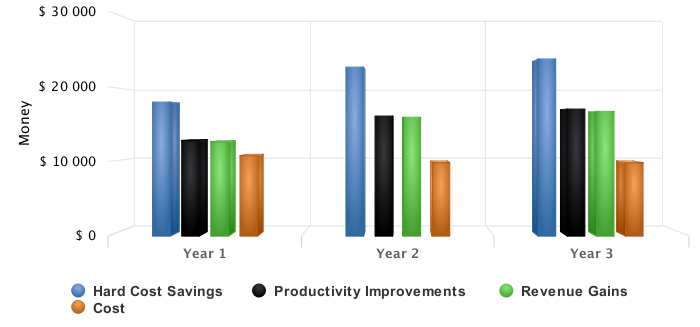 $ 30 000
$ 20 000
$ 10 000
$ 0
Money
Year 1
Year 2
Year 3
Hard Cost Savings
Productivity Improvements
Revenue Gains
Cost